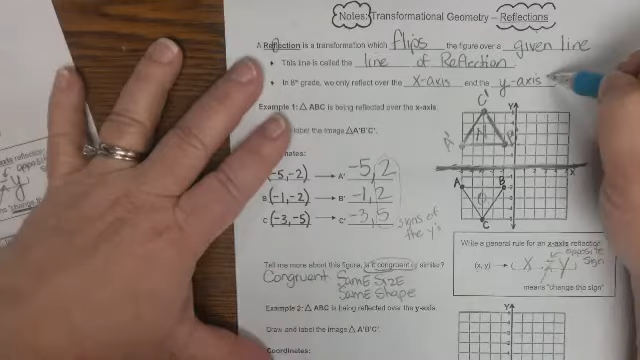 Notes: Transformational Geometry – Reflections
A Reflection is a transformation which flips the figure over a given line
This line is called the line of Reflection
In 8th grade, we only reflect over the x-axis and the y-axis
Example 1: △ ABC is being reflected over the x-axis.
label the image △A'B'C'.
(-5, -2) → A' -5, 2
B (-1, -2) → B' -1, 2
C (-3, -5) → C' -3, 5
signs of the y's
Tell me more about this figure, is it congruent or similar?
Congruent Same Size
Same Shape
A' C' B'
Y
X
A B
C
Write a general rule for an x-axis reflection
opposite sign
(x, y) → (X, -Y)
means "change the sign"
Example 2: △ ABC is being reflected over the y-axis.
Draw and label the image △A'B'C'.
Coordinates:
Y